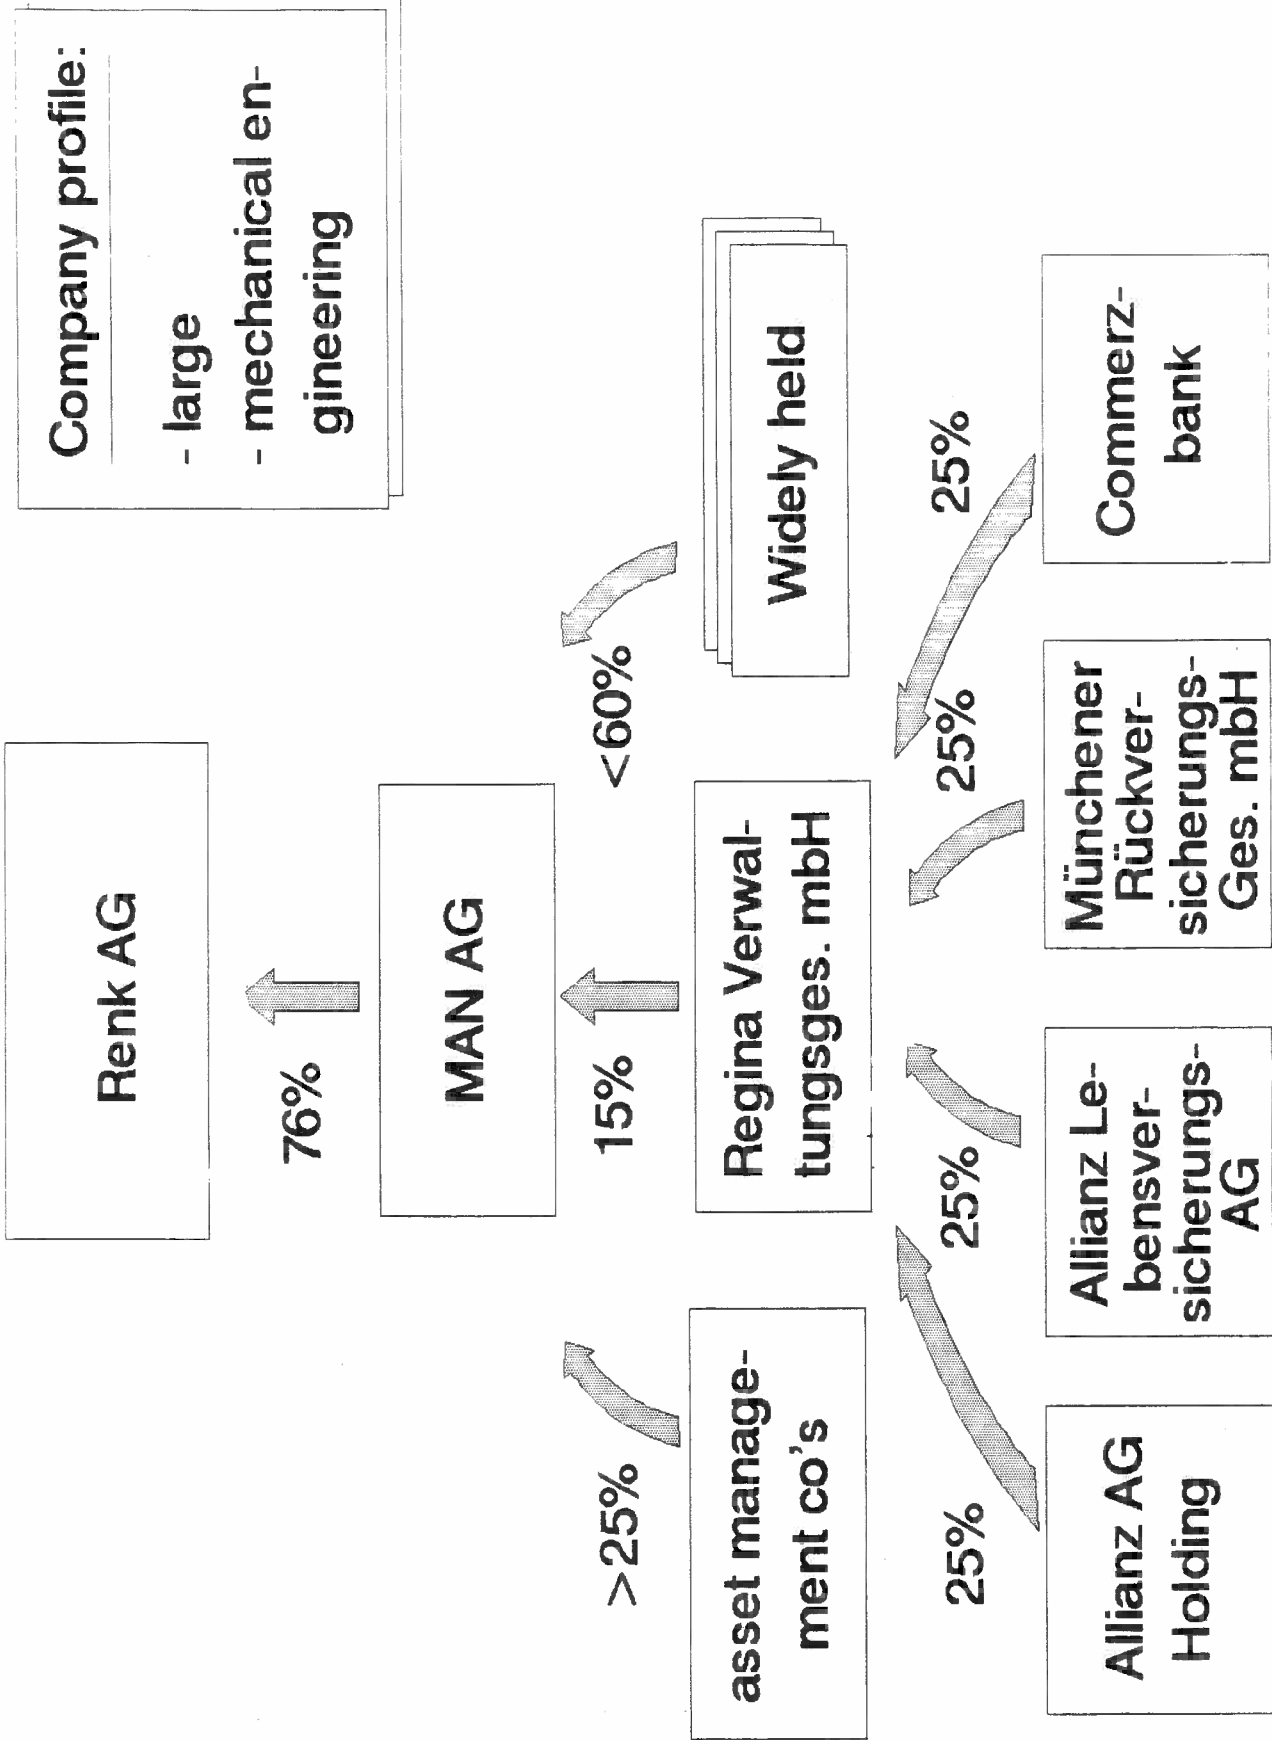 Company profile:
- large
- mechanical en-
gineering
Renk AG
76%
MAN AG
>25%
15%
<60%
asset manage-
ment co's
Regina Verwal-
tungsges. mbH
Widely held
25%
25%
25%
25%
Allianz AG
Holding
Allianz Le-
bensver-
sicherungs-
AG
Münchener
Rückver-
sicherungs-
Ges. mbH
Commerz-
bank